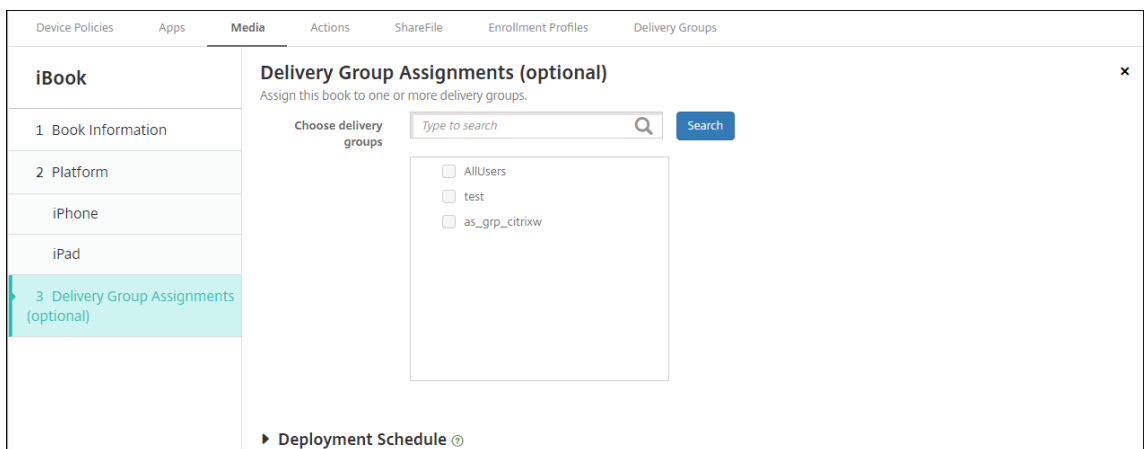 Device Policies Apps Media Actions ShareFile Enrollment Profiles Delivery Groups
iBook
1 Book Information
2 Platform
iPhone
iPad
3 Delivery Group Assignments
(optional)
Delivery Group Assignments (optional)
Assign this book to one or more delivery groups.
Choose delivery
groups
Type to search
Search
AllUsers
test
as_grp_citrixw
Deployment Schedule